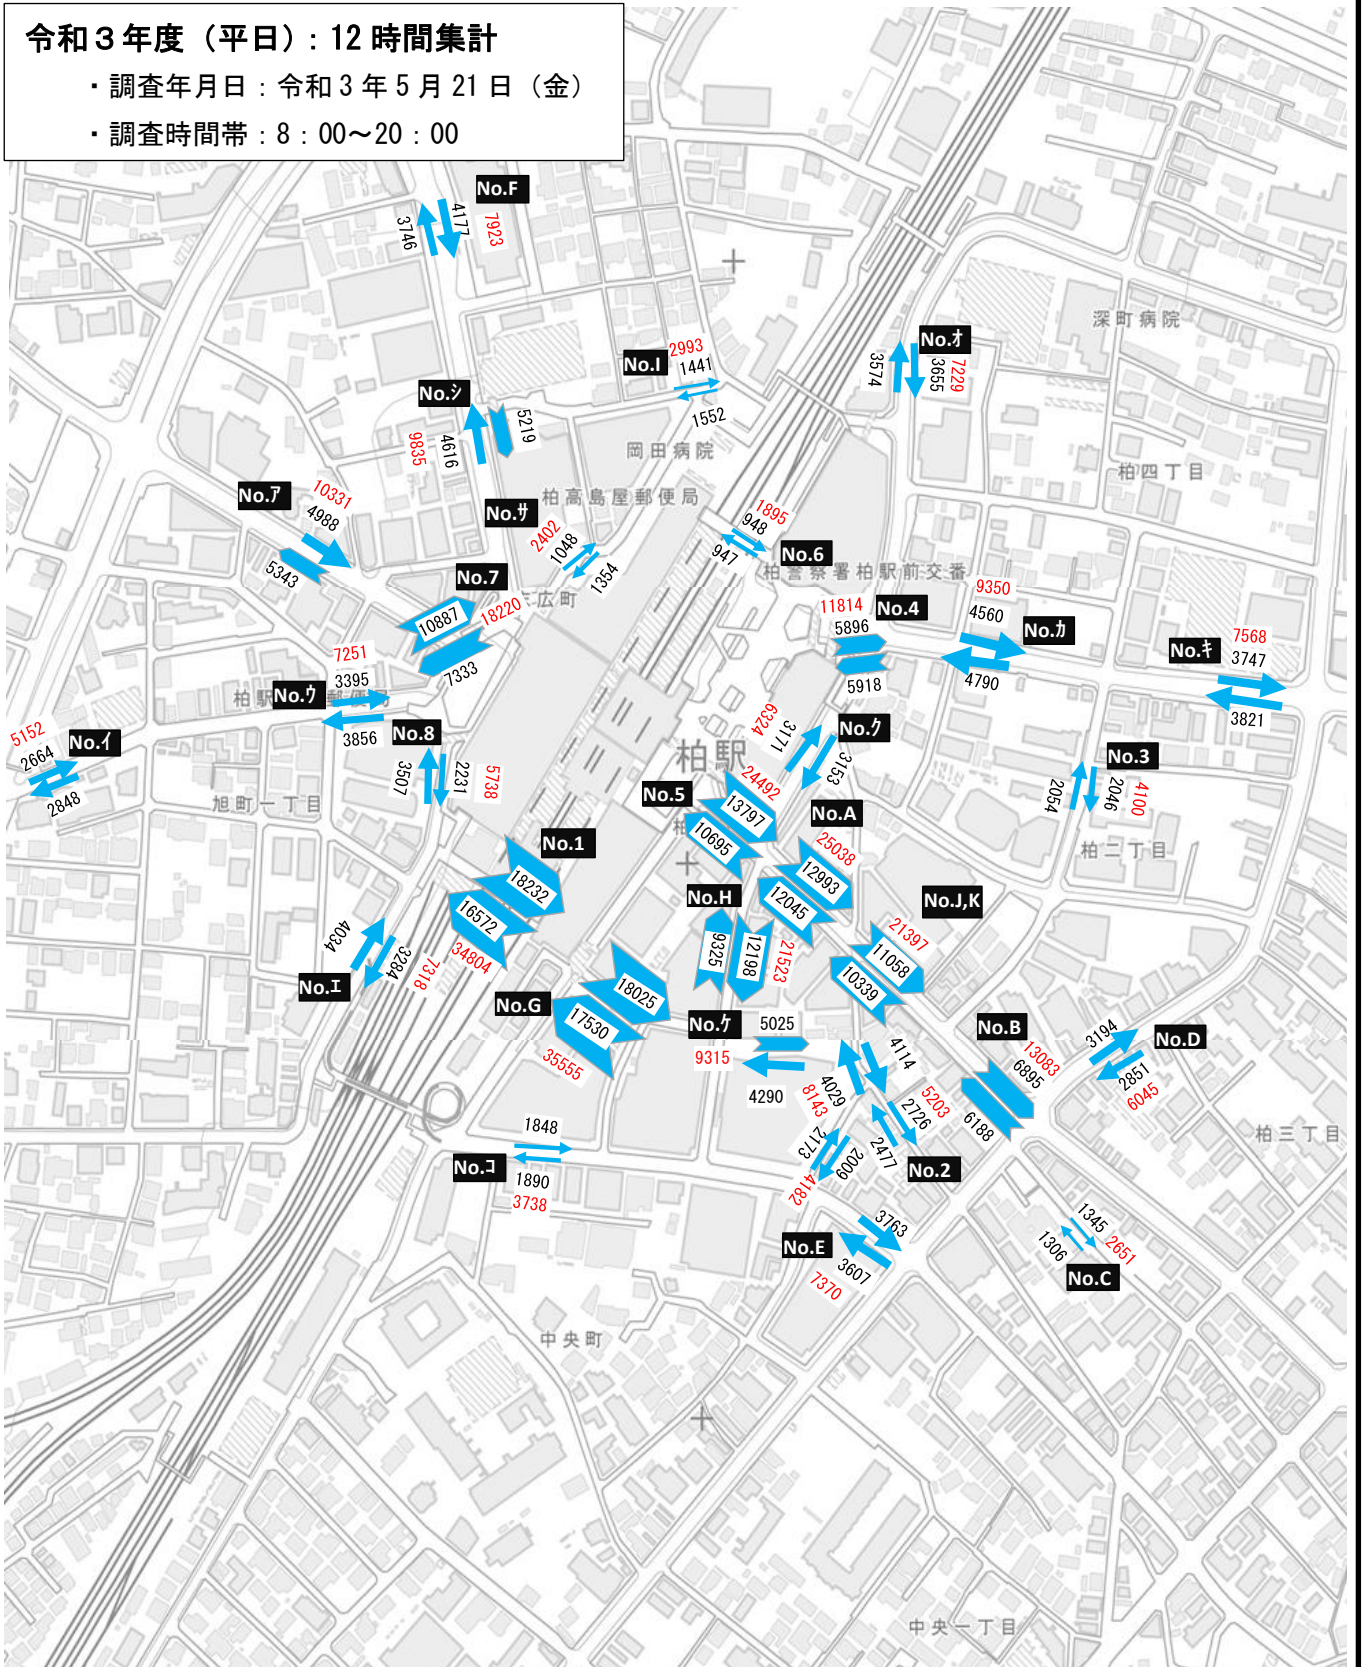 令和３年度（平日）：12時間集計
・調査年月日：令和3年5月21日（金）
・調査時間帯：8：00～20：00
No.F
3746
4177
7923
深町病院
No.オ
3574
3655
7229
No.I
2993
1441
1552
No.シ
9835
4616
5219
岡田病院
柏四丁目
柏高島屋郵便局
No.ア
10331
4988
5343
No.サ
2402
1048
1354
1895
948
947
No.6
柏警察署柏駅前交番
No.7
10887
18220
7333
広町
11814
No.4
5896
5918
9350
4560
No.カ
4790
7568
No.キ
3747
3821
7251
3395
No.ウ
柏駅
郵便局
3856
5152
2664
No.イ
2848
No.8
3507
2231
5738
旭町一丁目
6324
3171
No.ク
3153
柏駅
No.3
2054
2046
4100
柏二丁目
24492
No.5
13797
10695
柏
No.A
25038
12993
12045
No.1
18232
16572
34804
No.H
9325
12198
21523
No.J,K
21397
11058
10339
4034
3284
7318
No.エ
No.G
18025
17530
35555
No.ケ
5025
9315
4290
No.B
13083
6895
6188
3194
No.D
2851
6045
4114
4029
8143
5203
2726
2477
No.2
2173
2009
4182
柏三丁目
1848
No.コ
1890
3738
3763
No.E
3607
7370
1345
2651
1306
No.C
中央町
中央一丁目